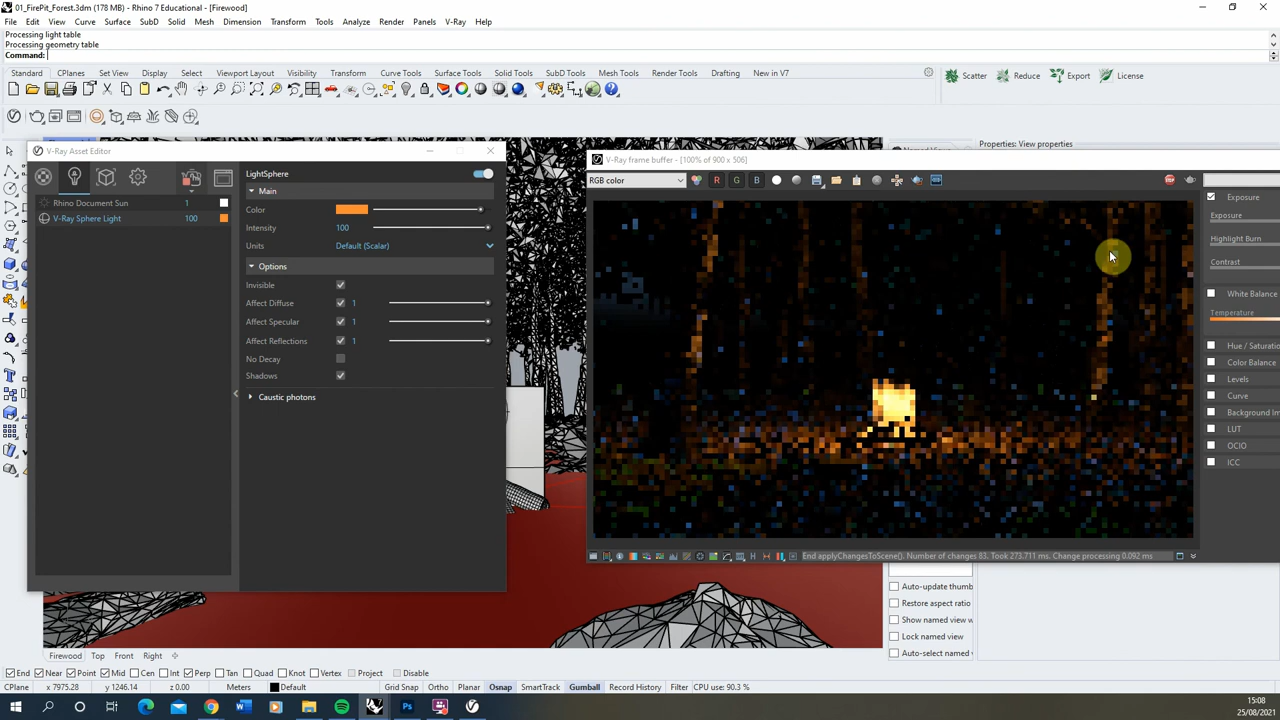 01_FirePit_Forest.3dm (178 MB) - Rhino 7 Educational - [Firewood]
File Edit View Curve Surface SubD Solid Mesh Dimension Transform Tools Analyze Render Panels V-Ray Help
Processing light table
Processing geometry table
Command:
Standard CPlanes Set View Display Select Viewport Layout Visibility Transform Curve Tools Surface Tools Solid Tools SubD Tools Mesh Tools Render Tools Drafting New in V7
Scatter Reduce Export License
V-Ray Asset Editor
LightSphere
Rhino Document Sun 1
V-Ray Sphere Light 100
Main
Color
Intensity 100
Units Default (Scalar)
Options
Invisible
Affect Diffuse 1
Affect Specular 1
Affect Reflections 1
No Decay
Shadows
Caustic photons
Properties: View properties
V-Ray frame buffer - [100% of 900 x 506]
RGB color R G B
Exposure
Exposure
Highlight Burn
Contrast
White Balance
Temperature
Hue / Saturatio
Color Balance
Levels
Curve
Background Im
LUT
OCIO
ICC
End applyChangesToScene(). Number of changes 83. Took 273.711 ms. Change processing 0.092 ms
Auto-update thumb
Restore aspect ratio
Show named view w
Lock named view
Auto-select named v
Firewood Top Front Right
End Near Point Mid Cen Int Perp Tan Quad Knot Vertex Project Disable
CPlane x 7975.28 y 1246.14 z 0.00 Meters Default Grid Snap Ortho Planar Osnap SmartTrack Gumball Record History Filter CPU use: 90.3 %
15:08
25/08/2021